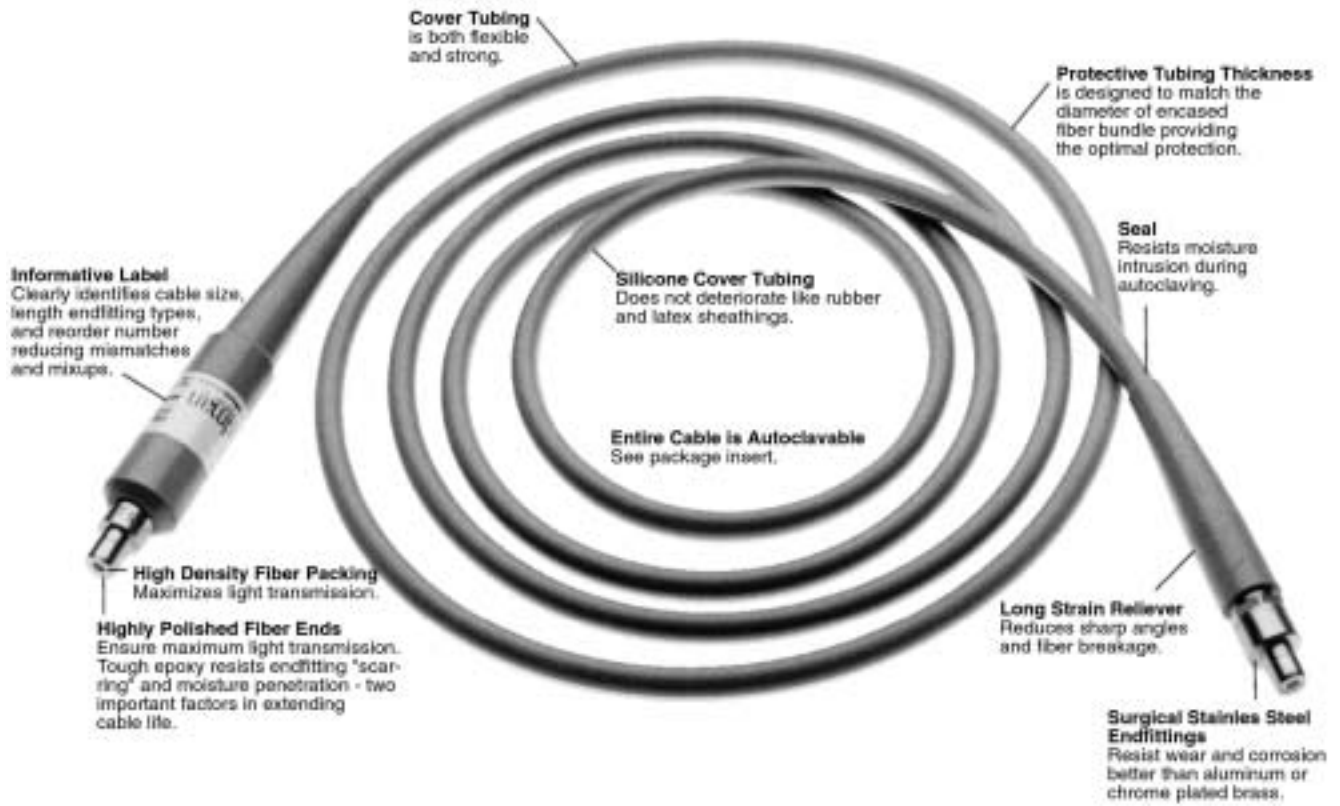 Cover Tubing
is both flexible
and strong.
Protective Tubing Thickness
is designed to match the
diameter of encased
fiber bundle providing
the optimal protection.
Seal
Resists moisture
intrusion during
autoclaving.
Informative Label
Clearly identifies cable size,
length endfitting types,
and reorder number
reducing mismatches
and mixups.
Silicone Cover Tubing
Does not deteriorate like rubber
and latex sheathings.
Entire Cable is Autoclavable
See package insert.
High Density Fiber Packing
Maximizes light transmission.
Highly Polished Fiber Ends
Ensure maximum light transmission.
Tough epoxy resists endfitting "scar-
ring" and moisture penetration - two
important factors in extending
cable life.
Long Strain Reliever
Reduces sharp angles
and fiber breakage.
Surgical Stainles Steel
Endfittings
Resist wear and corrosion
better than aluminum or
chrome plated brass.